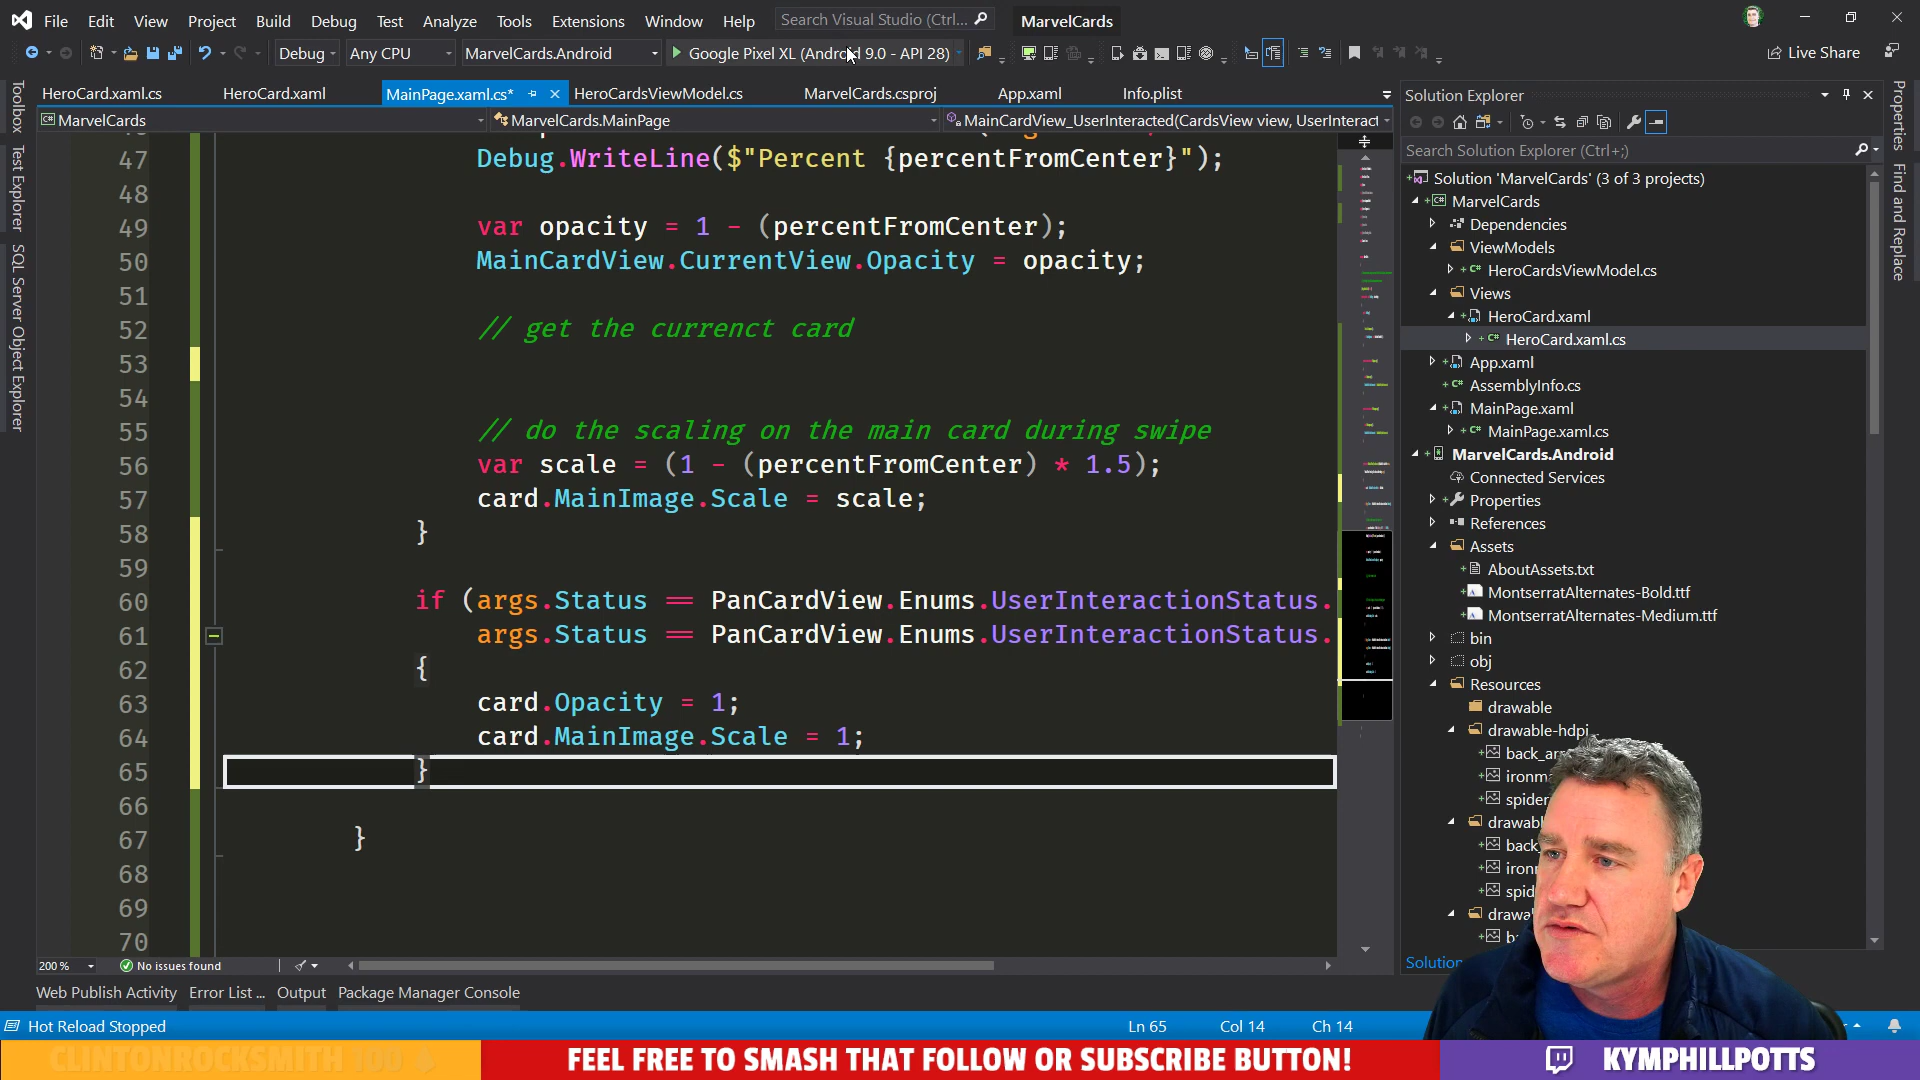 File Edit View Project Build Debug Test Analyze Tools Extensions Window Help Search Visual Studio (Ctrl... MarvelCards
Debug Any CPU MarvelCards.Android Google Pixel XL (Android 9.0 - API 28) Live Share
HeroCard.xaml.cs HeroCard.xaml MainPage.xaml.cs* HeroCardsViewModel.cs MarvelCards.csproj App.xaml Info.plist
MarvelCards MarvelCards.MainPage MainCardView_UserInteracted(CardsView view, UserInteract
47 Debug.WriteLine($"Percent {percentFromCenter}");
48
49 var opacity = 1 - (percentFromCenter);
50 MainCardView.CurrentView.Opacity = opacity;
51
52 // get the currenct card
53
54
55 // do the scaling on the main card during swipe
56 var scale = (1 - (percentFromCenter) * 1.5);
57 card.MainImage.Scale = scale;
58 }
59
60 if (args.Status == PanCardView.Enums.UserInteractionStatus.
61 args.Status == PanCardView.Enums.UserInteractionStatus.
62 {
63 card.Opacity = 1;
64 card.MainImage.Scale = 1;
65 }
66
67 }
68
69
70
200 % No issues found
Toolbox
Test Explorer
SQL Server Object Explorer
Solution Explorer
Search Solution Explorer (Ctrl+;)
Solution 'MarvelCards' (3 of 3 projects)
MarvelCards
Dependencies
ViewModels
HeroCardsViewModel.cs
Views
HeroCard.xaml
HeroCard.xaml.cs
App.xaml
AssemblyInfo.cs
MainPage.xaml
MainPage.xaml.cs
MarvelCards.Android
Connected Services
Properties
References
Assets
AboutAssets.txt
MontserratAlternates-Bold.ttf
MontserratAlternates-Medium.ttf
bin
obj
Resources
drawable
drawable-hdpi
Properties
Find and Replace
Web Publish Activity Error List ... Output Package Manager Console
Hot Reload Stopped Ln 65 Col 14 Ch 14
CLINTONROCKSMITH 100
FEEL FREE TO SMASH THAT FOLLOW OR SUBSCRIBE BUTTON!
KYMPHILLPOTTS